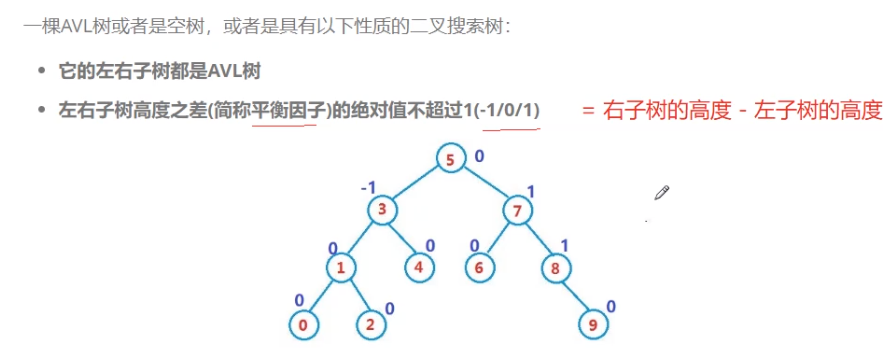 一棵AVL树或者是空树，或者是具有以下性质的二叉搜索树：
• 它的左右子树都是AVL树
• 左右子树高度之差(简称平衡因子)的绝对值不超过1(-1/0/1) = 右子树的高度 - 左子树的高度
5 0
-1 3 7 1
0 1 4 0 0 6 8 1
0 0 2 0 9 0